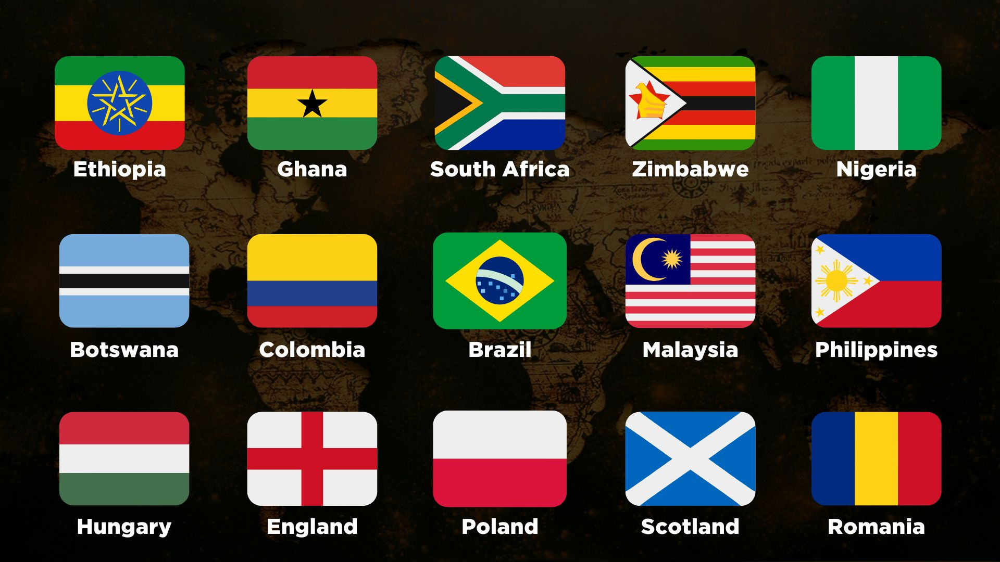 Ethiopia
Ghana
South Africa
Zimbabwe
Nigeria
Botswana
Colombia
Brazil
Malaysia
Philippines
Hungary
England
Poland
Scotland
Romania